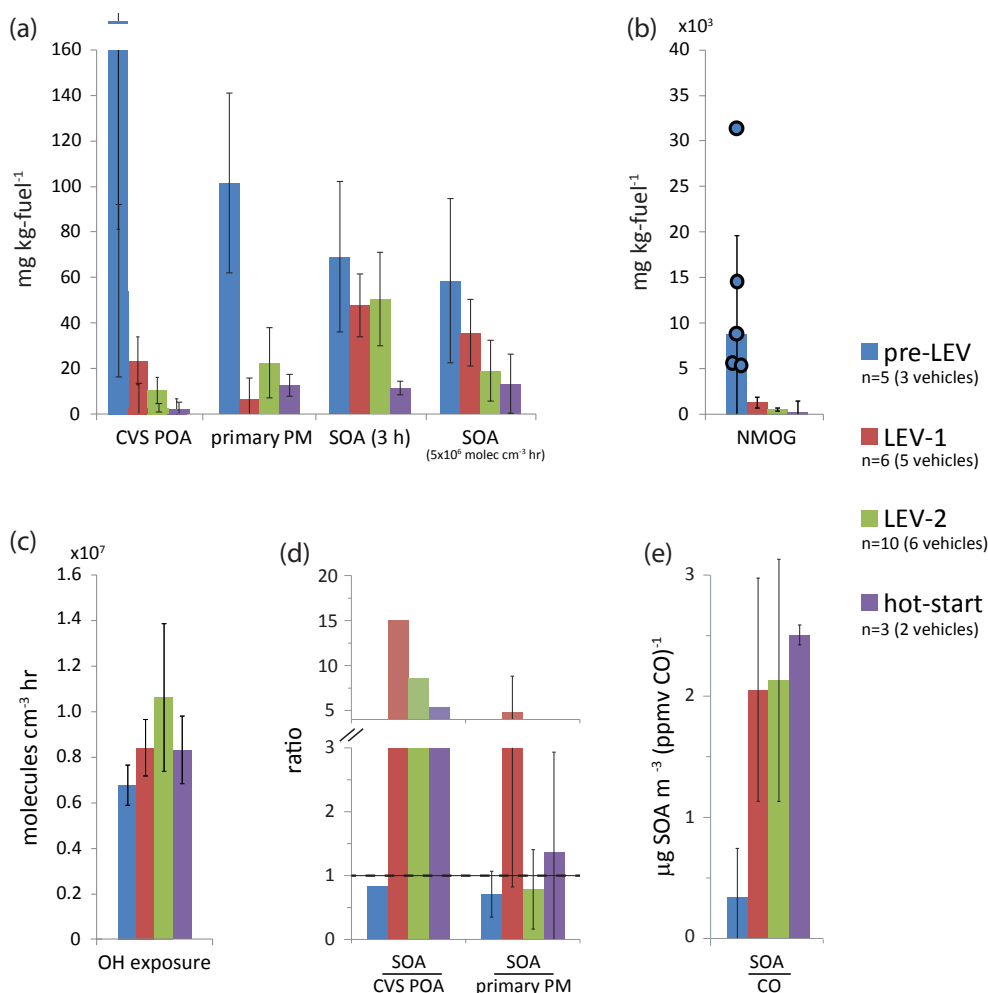 (a)
160
140
120
100
80
60
40
20
0
mg kg-fuel⁻¹
CVS POA
primary PM
SOA (3 h)
SOA
(5x10⁶ molec cm⁻³ hr)
(b)
x10³
40
35
30
25
20
15
10
5
0
mg kg-fuel⁻¹
NMOG
pre-LEV
n=5 (3 vehicles)
LEV-1
n=6 (5 vehicles)
LEV-2
n=10 (6 vehicles)
hot-start
n=3 (2 vehicles)
(c)
x10⁷
1.6
1.4
1.2
1.0
0.8
0.6
0.4
0.2
0
molecules cm⁻³ hr
OH exposure
(d)
20
15
10
5
3
2
1
0
ratio
SOA
CVS POA
SOA
primary PM
(e)
3
2
1
0
μg SOA m⁻³ (ppmv CO)⁻¹
SOA
CO